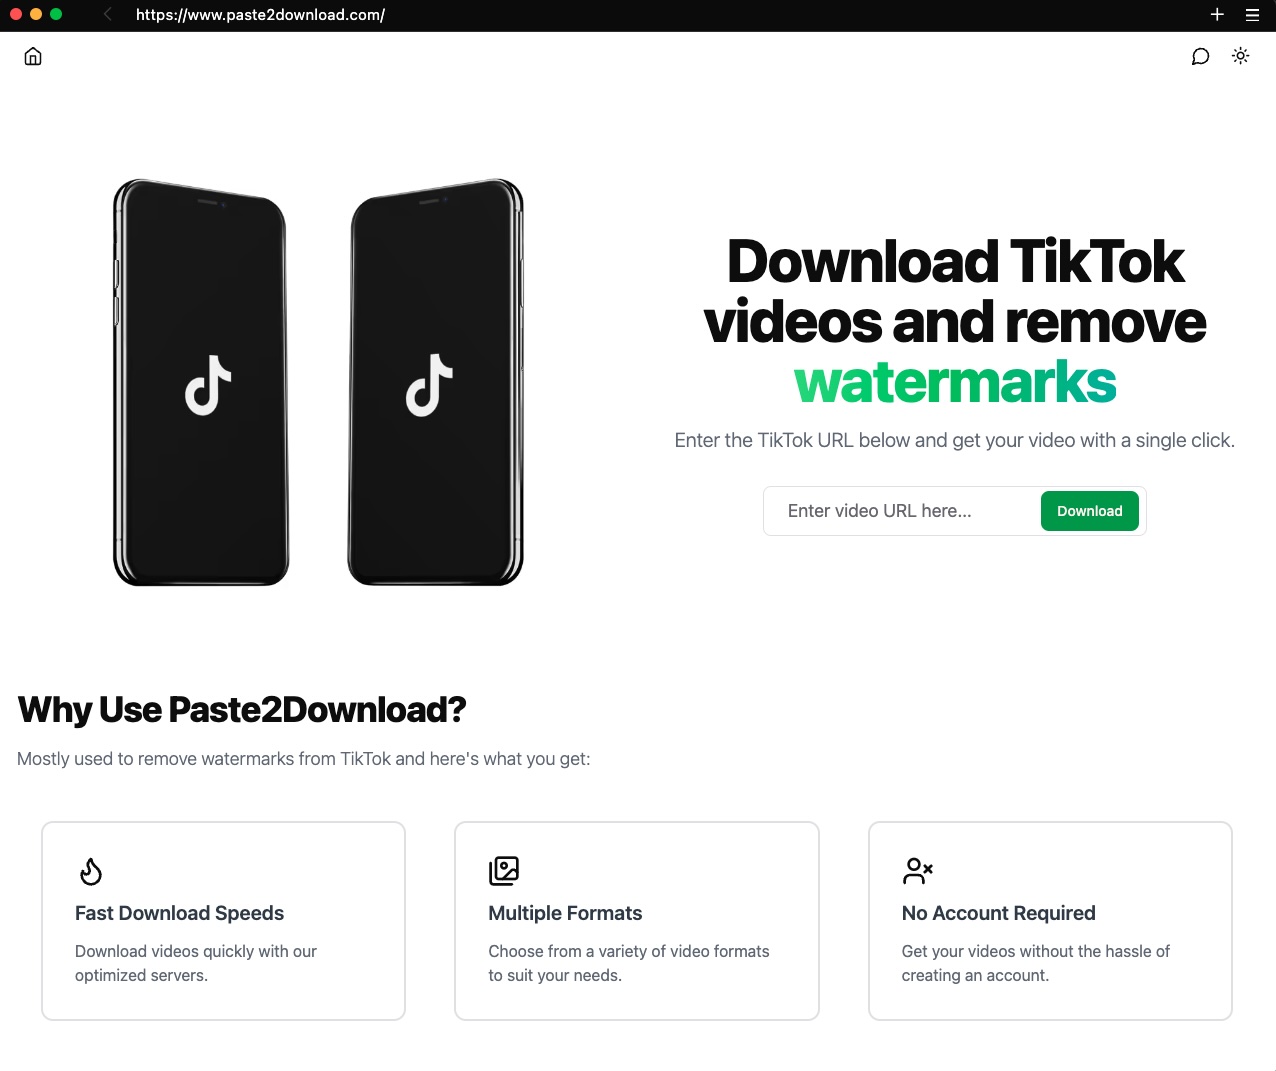 https://www.paste2download.com/
Download TikTok
videos and remove
watermarks
Enter the TikTok URL below and get your video with a single click.
Enter video URL here...
Download
Why Use Paste2Download?
Mostly used to remove watermarks from TikTok and here's what you get:
Fast Download Speeds
Download videos quickly with our
optimized servers.
Multiple Formats
Choose from a variety of video formats
to suit your needs.
No Account Required
Get your videos without the hassle of
creating an account.